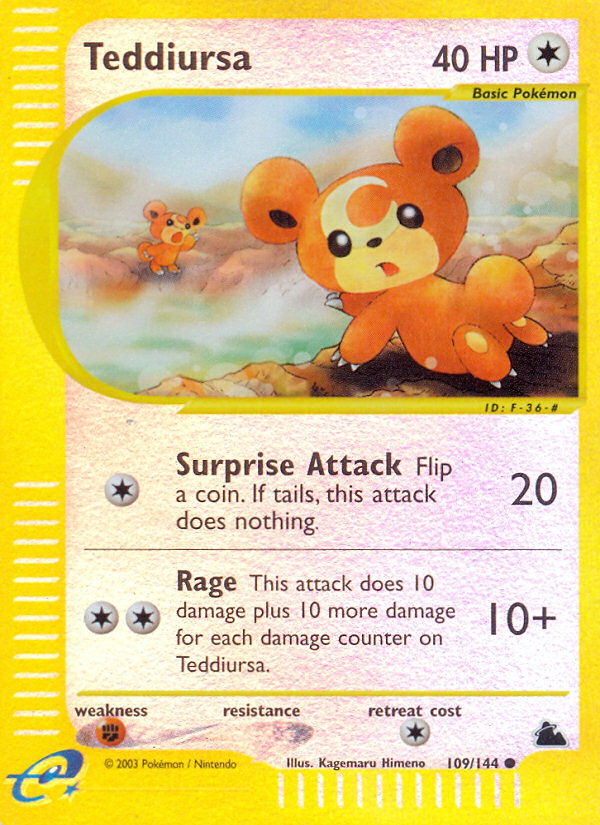 Teddiursa 40 HP
Basic Pokémon
ID: F-36-#
Surprise Attack Flip
a coin. If tails, this attack
does nothing.
20
Rage This attack does 10
damage plus 10 more damage
for each damage counter on
Teddiursa.
10+
weakness resistance retreat cost
© 2003 Pokémon / Nintendo Illus. Kagemaru Himeno 109/144
e